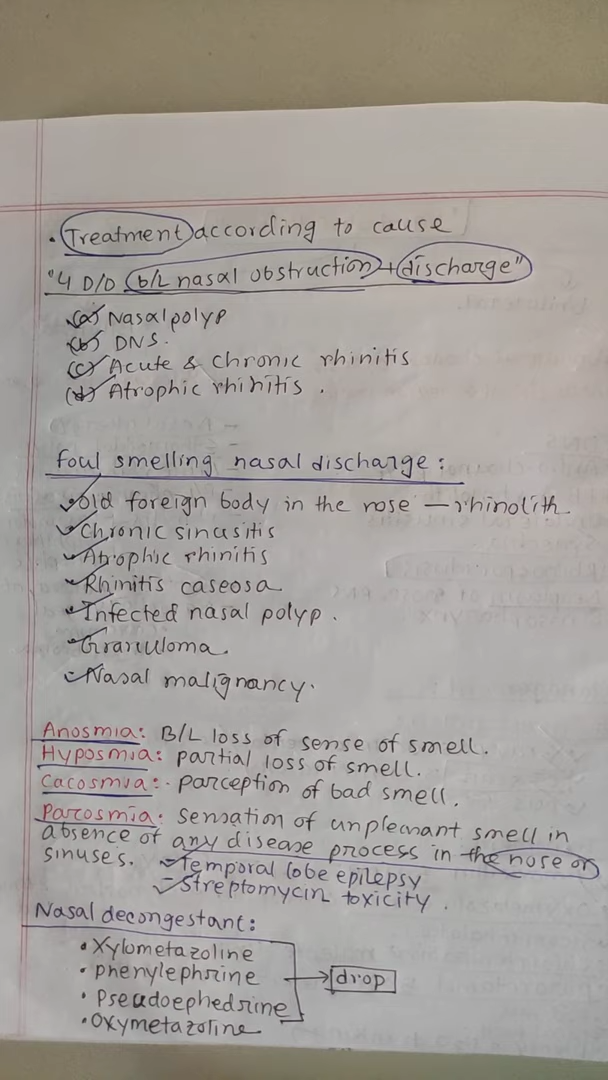 . Treatment according to cause
"4 D/D b/L nasal obstruction + discharge"
(a) Nasal polyp
(b) DNS.
(c) Acute & chronic rhinitis
(d) Atrophic rhinitis .
foul smelling nasal discharge :
Old foreign body in the nose — rhinolith
Chronic sinusitis
Atrophic rhinitis
Rhinitis caseosa
Infected nasal polyp .
Granuloma.
Nasal malignancy.
Anosmia: B/L loss of sense of smell.
Hyposmia: partial loss of smell.
Cacosmia: parception of bad smell.
Parosmia: Sensation of unplesant smell in
absence of any disease process in the nose or
sinuses. Temporal lobe epilepsy
Streptomycin toxicity .
Nasal decongestant:
• Xylometazoline
• phenylephrine → drop
• Pseudoephedrine
• Oxymetazoline